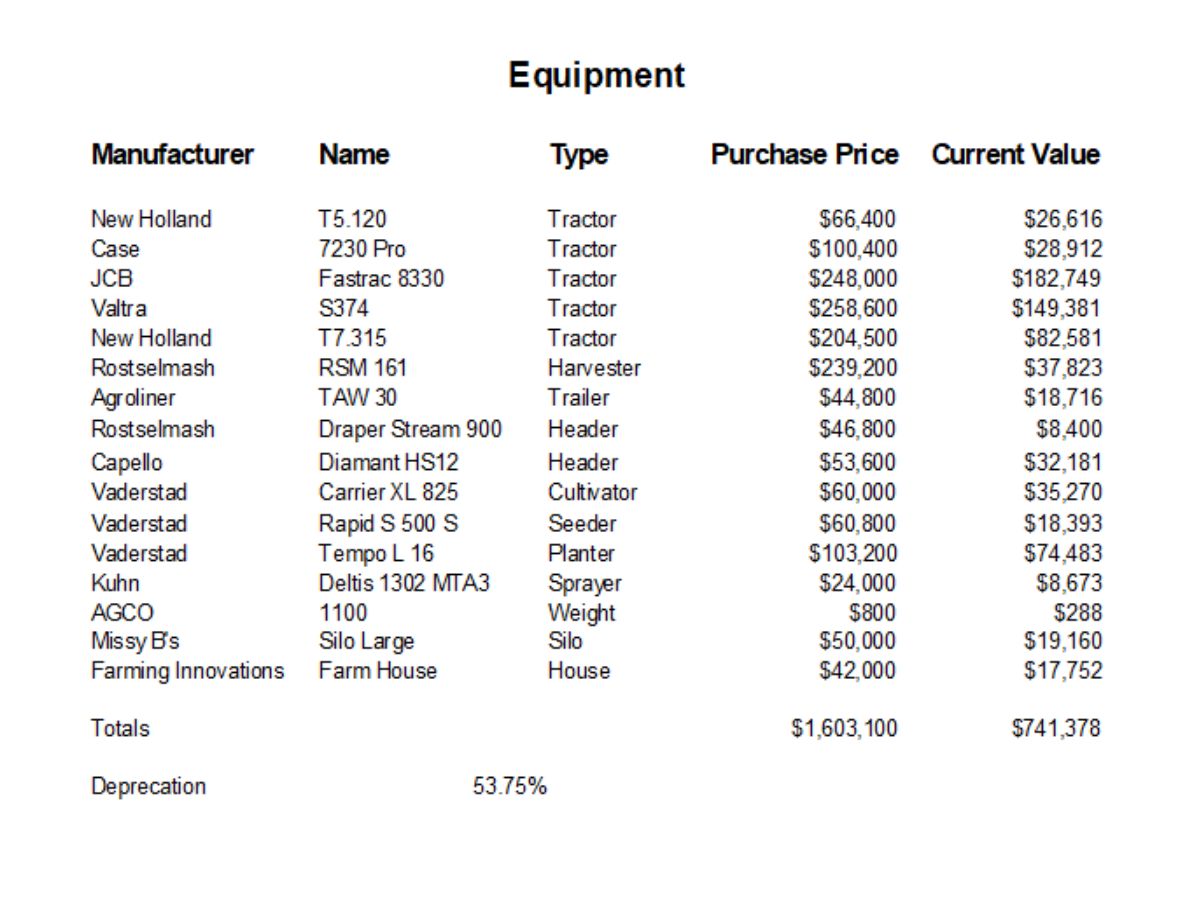 Equipment
Manufacturer Name Type Purchase Price Current Value
New Holland T5.120 Tractor $66,400 $26,616
Case 7230 Pro Tractor $100,400 $28,912
JCB Fastrac 8330 Tractor $248,000 $182,749
Valtra S374 Tractor $258,600 $149,381
New Holland T7.315 Tractor $204,500 $82,581
Rostselmash RSM 161 Harvester $239,200 $37,823
Agroliner TAW 30 Trailer $44,800 $18,716
Rostselmash Draper Stream 900 Header $46,800 $8,400
Capello Diamant HS12 Header $53,600 $32,181
Vaderstad Carrier XL 825 Cultivator $60,000 $35,270
Vaderstad Rapid S 500 S Seeder $60,800 $18,393
Vaderstad Tempo L 16 Planter $103,200 $74,483
Kuhn Deltis 1302 MTA3 Sprayer $24,000 $8,673
AGCO 1100 Weight $800 $288
Missy B's Silo Large Silo $50,000 $19,160
Farming Innovations Farm House House $42,000 $17,752
Totals $1,603,100 $741,378
Deprecation 53.75%